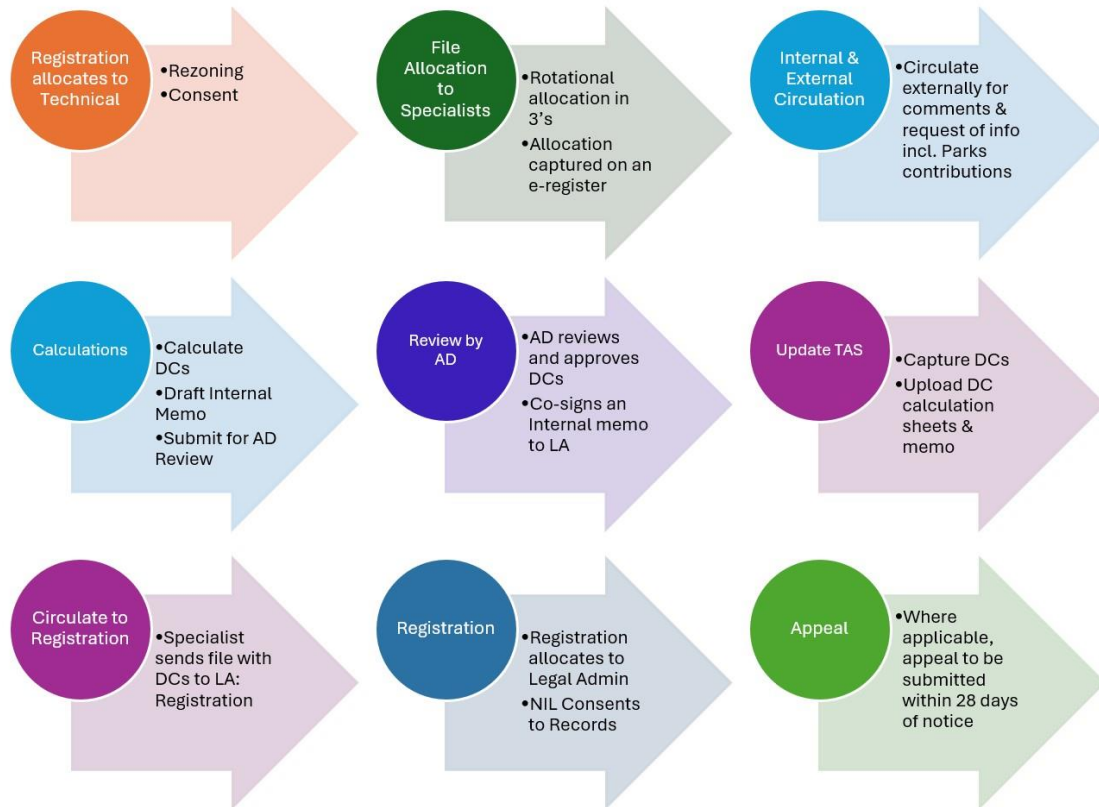 Registration
allocates to
Technical
•Rezoning
•Consent
File
Allocation
to
Specialists
•Rotational
allocation in
3’s
•Allocation
captured on an
e-register
Internal &
External
Circulation
•Circulate
externally for
comments &
request of info
incl. Parks
contributions
Calculations
•Calculate
DCs
•Draft Internal
Memo
•Submit for AD
Review
Review by
AD
•AD reviews
and approves
DCs
•Co-signs an
Internal memo
to LA
Update TAS
•Capture DCs
•Upload DC
calculation
sheets &
memo
Circulate to
Registration
•Specialist
sends file with
DCs to LA:
Registration
Registration
•Registration
allocates to
Legal Admin
•NIL Consents
to Records
Appeal
•Where
applicable,
appeal to be
submitted
within 28 days
of notice